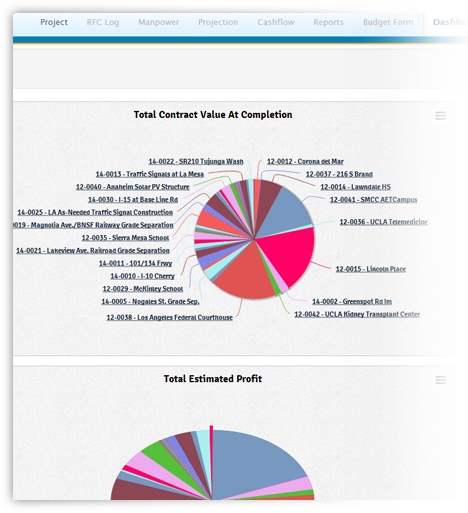 Project RFC Log Manpower Projection Cashflow Reports Budget Form
Total Contract Value At Completion
14-0022 - SR210 Tujunga Wash
12-0012 - Corona del Mar
14-0013 - Traffic Signals at La Mesa
12-0037 - 216 S Brand
12-0040 - Anaheim Solar PV Structure
12-0014 - Lawndale HS
14-0030 - I-15 at Base Line Rd
12-0041 - SMCC AET Campus
14-0025 - LA As-Needed Traffic Signal Construction
019 - Magnolia Ave./BNSF Railway Grade Separation
12-0036 - UCLA Telemedicine
12-0035 - Sierra Mesa School
14-0021 - Lakeview Ave. Railroad Grade Separation
14-0011 - 101/134 Frwy
12-0015 - Lincoln Place
14-0010 - I-10 Cherry
12-0029 - McKinley School
14-0005 - Nogales St. Grade Sep.
14-0002 - Greenspot Rd Im
12-0042 - UCLA Kidney Transplant Center
12-0038 - Los Angeles Federal Courthouse
Total Estimated Profit